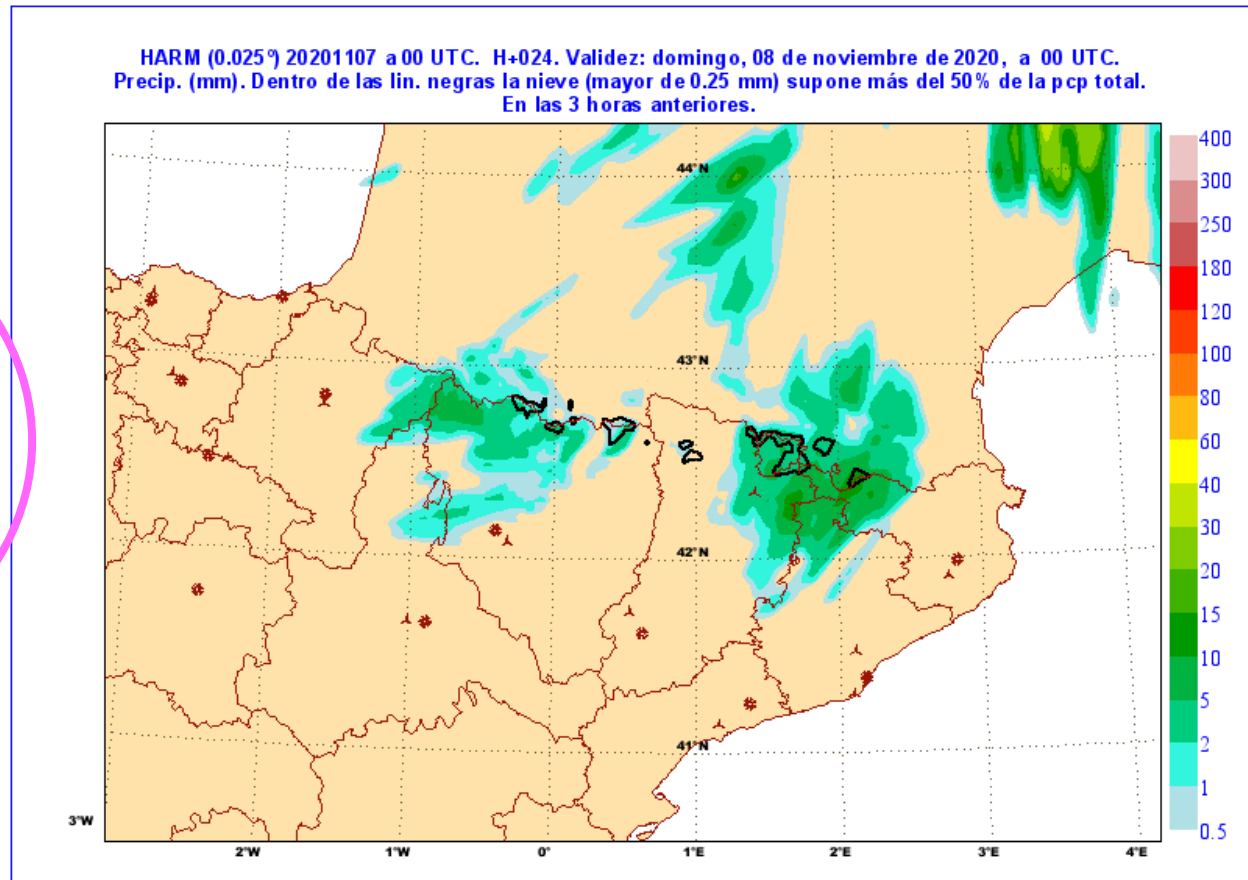 HARM (0.025º) 20201107 a 00 UTC. H+024. Validez: domingo, 08 de noviembre de 2020, a 00 UTC.
Precip. (mm). Dentro de las lin. negras la nieve (mayor de 0.25 mm) supone más del 50% de la pcp total.
En las 3 horas anteriores.
400
44° N
300
250
180
120
43° N
100
80
60
40
30
42° N
20
15
10
5
41° N
2
1
3°W
0.5
2°W 1°W 0° 1°E 2°E 3°E 4°E